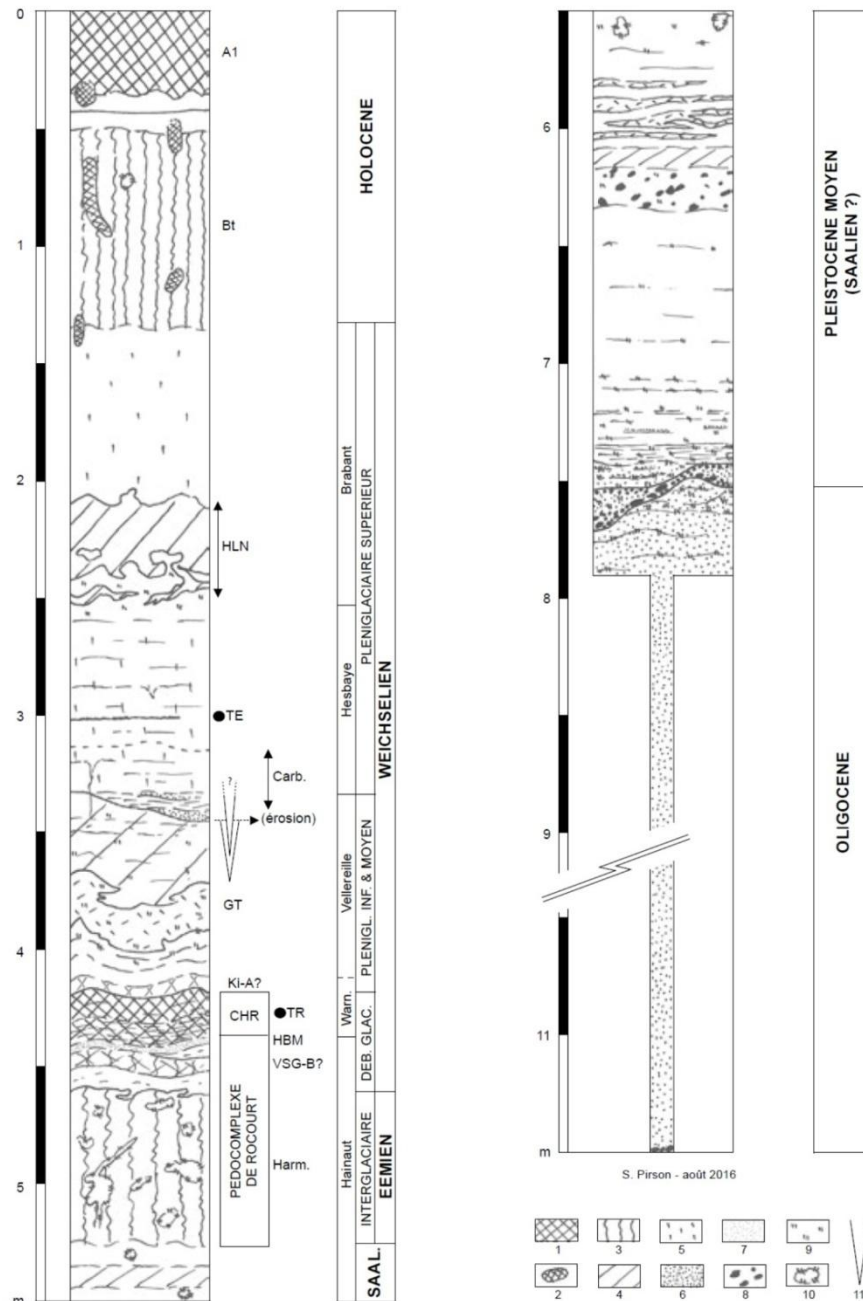 0
A1
1
Bt
2
HLN
3
TE
Carb.
?
(érosion)
GT
4
Ki-A?
CHR
TR
HBM
VSG-B?
PEDOCOMPLEXE
DE ROCOURT
Harm.
5
m
Brabant
Hesbaye
Vellereille
Warn.
Hainaut
PLENIGLACIAIRE SUPERIEUR
PLENIGL. INF. & MOYEN
DEB. GLAC.
INTERGLACIAIRE
HOLOCENE
WEICHSELIEN
EEMIEN
SAAL.
6
7
8
9
11
m
PLEISTOCENE MOYEN
(SAALIEN ?)
OLIGOCENE
S. Pirson - août 2016
1
3
5
7
9
2
4
6
8
10
11